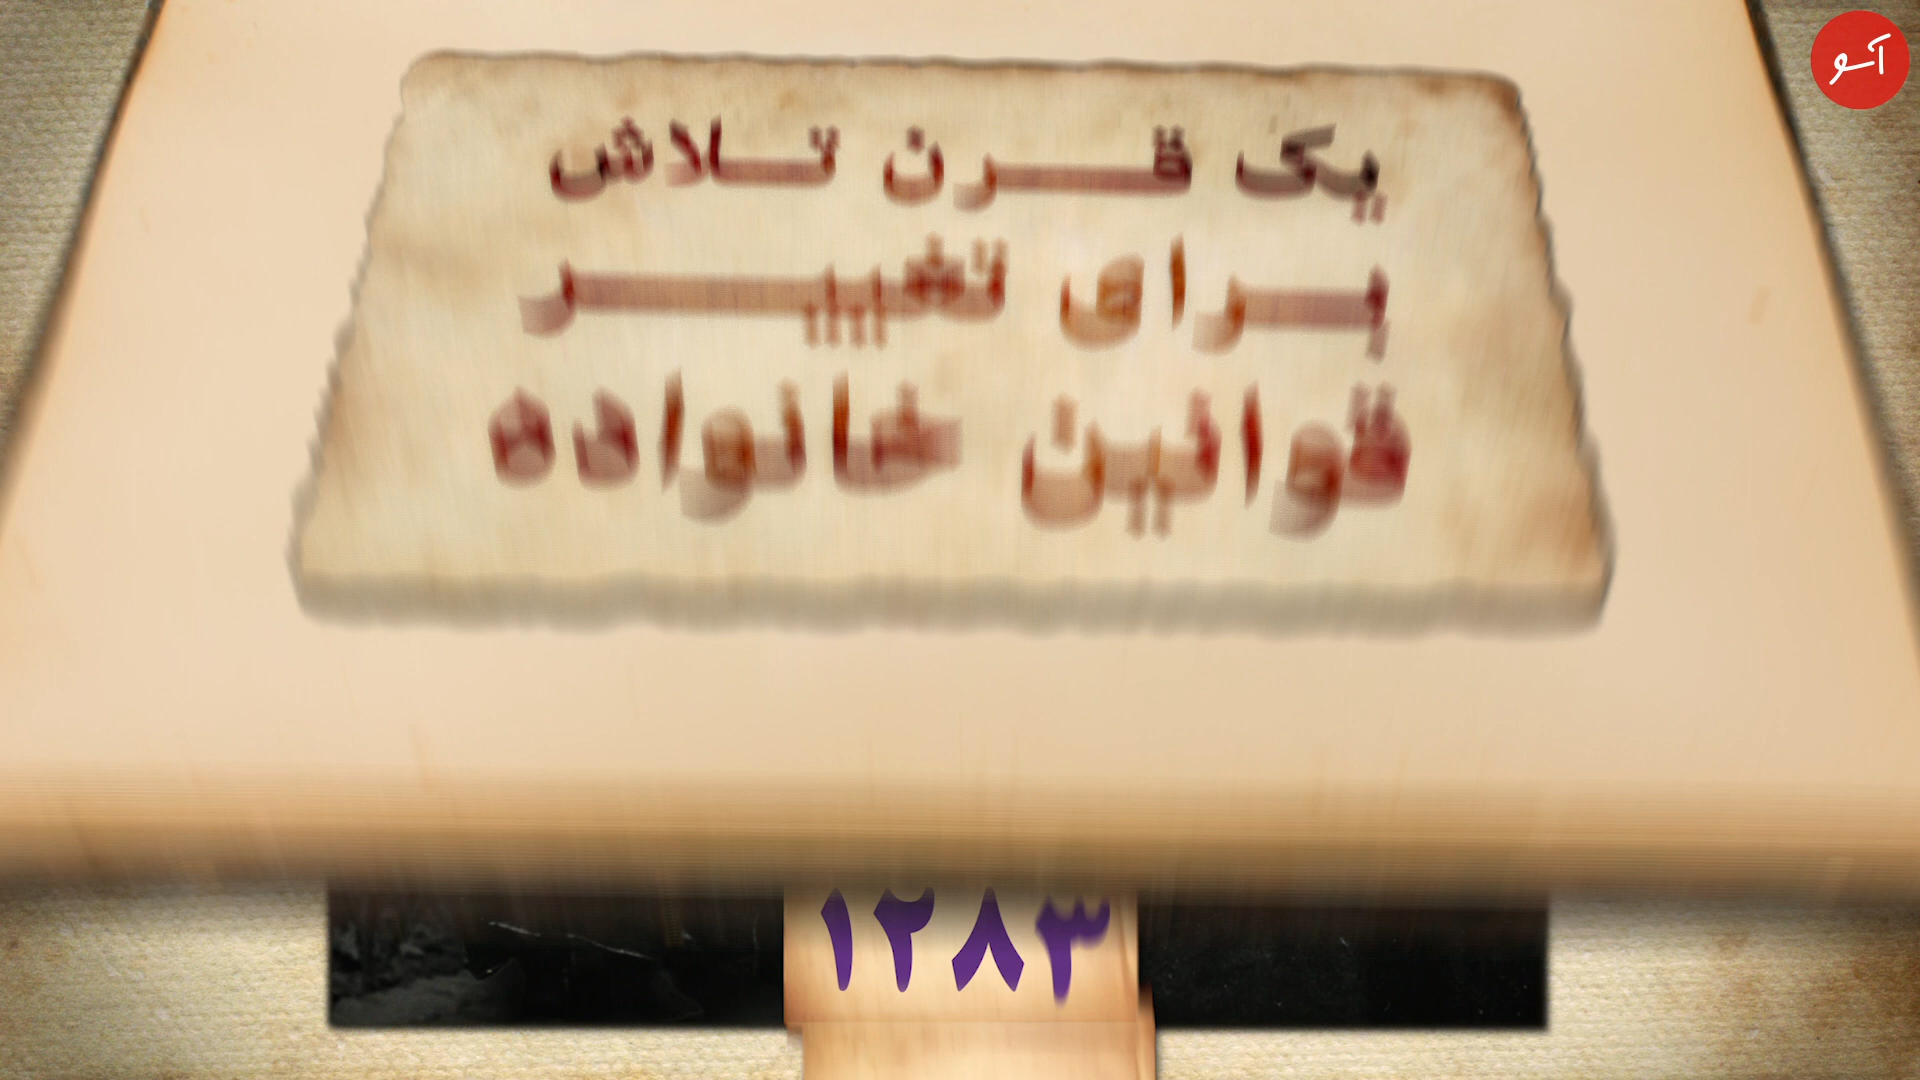 آسو
یک قرن تلاش
برای تغییر
قوانین خانواده
۱۲۸۳